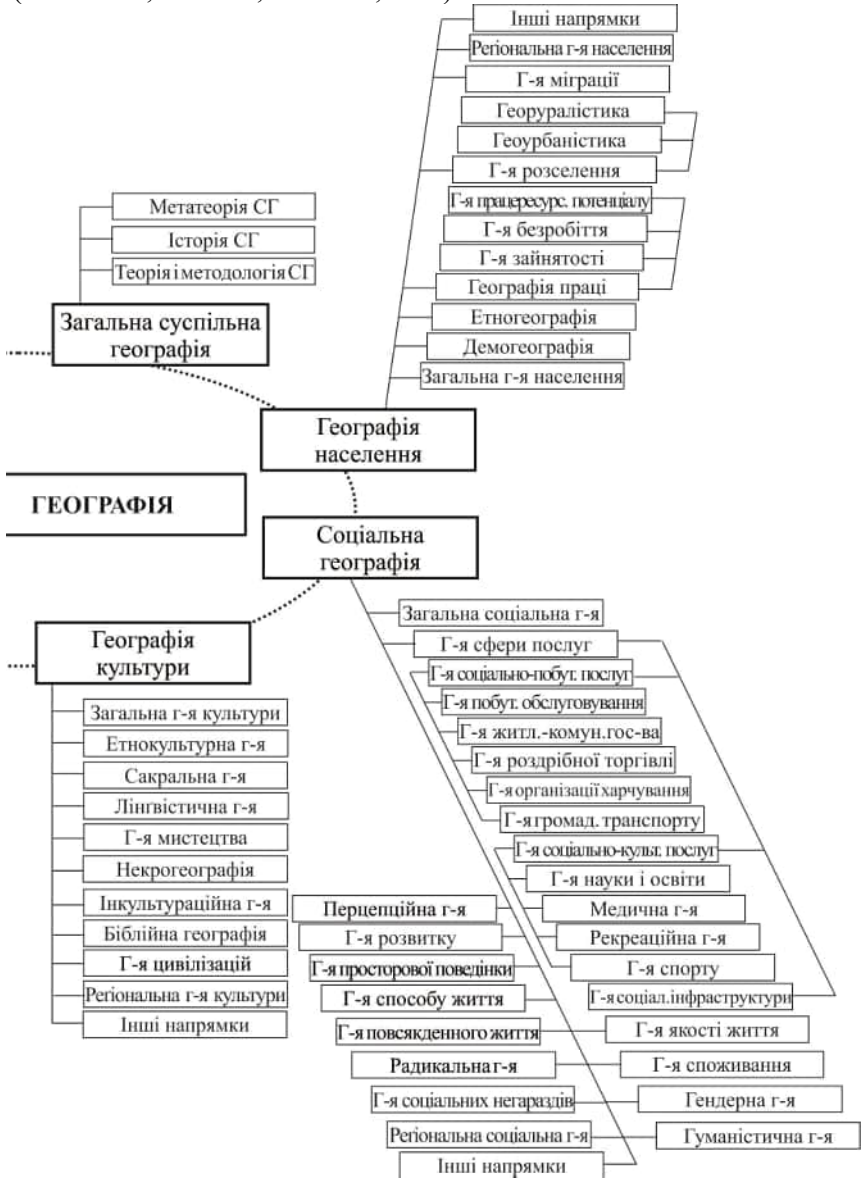 Інші напрямки
Регіональна г-я населення
Г-я міграції
Георуралістика
Геоурбаністика
Г-я розселення
Г-я працересурс. потенціалу
Г-я безробіття
Г-я зайнятості
Географія праці
Етногеографія
Демогеографія
Загальна г-я населення
Метатеорія СГ
Історія СГ
Теорія і методологія СГ
Загальна суспільна
географія
Географія
населення
ГЕОГРАФІЯ
Соціальна
географія
Географія
культури
Загальна г-я культури
Етнокультурна г-я
Сакральна г-я
Лінгвістична г-я
Г-я мистецтва
Некрогеографія
Інкультураційна г-я
Біблійна географія
Г-я цивілізацій
Регіональна г-я культури
Інші напрямки
Загальна соціальна г-я
Г-я сфери послуг
Г-я соціально-побут. послуг
Г-я побут. обслуговування
Г-я житл.-комун.гос-ва
Г-я роздрібної торгівлі
Г-я організації харчування
Г-я громад. транспорту
Г-я соціально-культ. послуг
Г-я науки і освіти
Перцепційна г-я
Медична г-я
Г-я розвитку
Рекреаційна г-я
Г-я просторової поведінки
Г-я спорту
Г-я способу життя
Г-я соціал.інфраструктури
Г-я повсякденного життя
Г-я якості життя
Радикальна г-я
Г-я споживання
Г-я соціальних негараздів
Гендерна г-я
Регіональна соціальна г-я
Гуманістична г-я
Інші напрямки